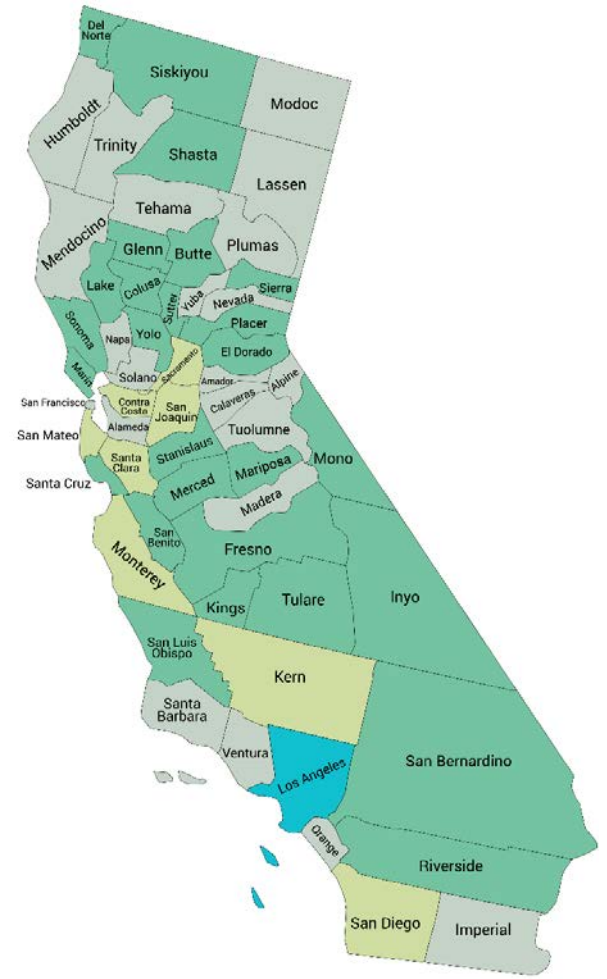 Del
Norte
Siskiyou
Modoc
Humboldt
Trinity
Shasta
Lassen
Tehama
Mendocino
Plumas
Glenn
Butte
Lake
Colusa
Sutter
Yuba
Nevada
Sierra
Placer
Sonoma
Napa
Yolo
El Dorado
Sacramento
Marin
Solano
Amador
Alpine
San Francisco
Contra
Costa
San
Joaquin
Calaveras
Alameda
Tuolumne
San Mateo
Santa
Clara
Stanislaus
Mono
Mariposa
Santa Cruz
Merced
Madera
San
Benito
Fresno
Monterey
Kings
Tulare
Inyo
San Luis
Obispo
Kern
Santa
Barbara
Ventura
Los Angeles
San Bernardino
Orange
Riverside
San Diego
Imperial